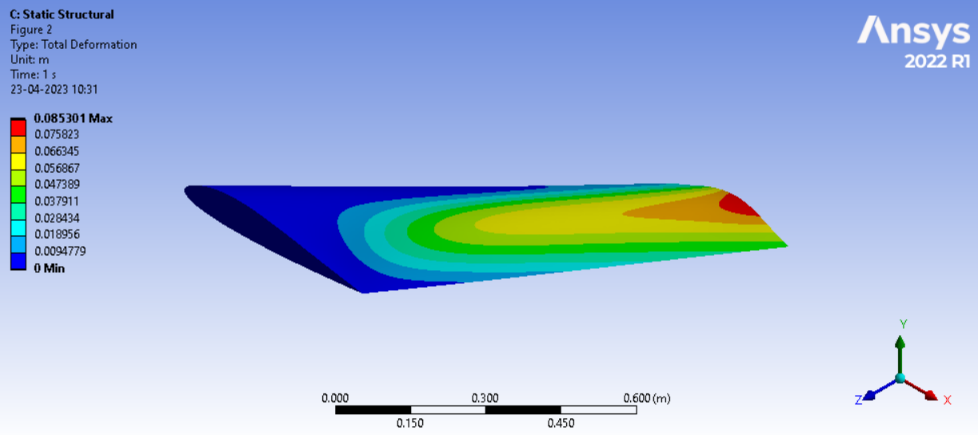 C: Static Structural
Figure 2
Type: Total Deformation
Unit: m
Time: 1 s
23-04-2023 10:31
0.085301 Max
0.075823
0.066345
0.056867
0.047389
0.037911
0.028434
0.018956
0.0094779
0 Min
Ansys
2022 R1
0.000
0.300
0.600 (m)
0.150
0.450
Y
Z
X